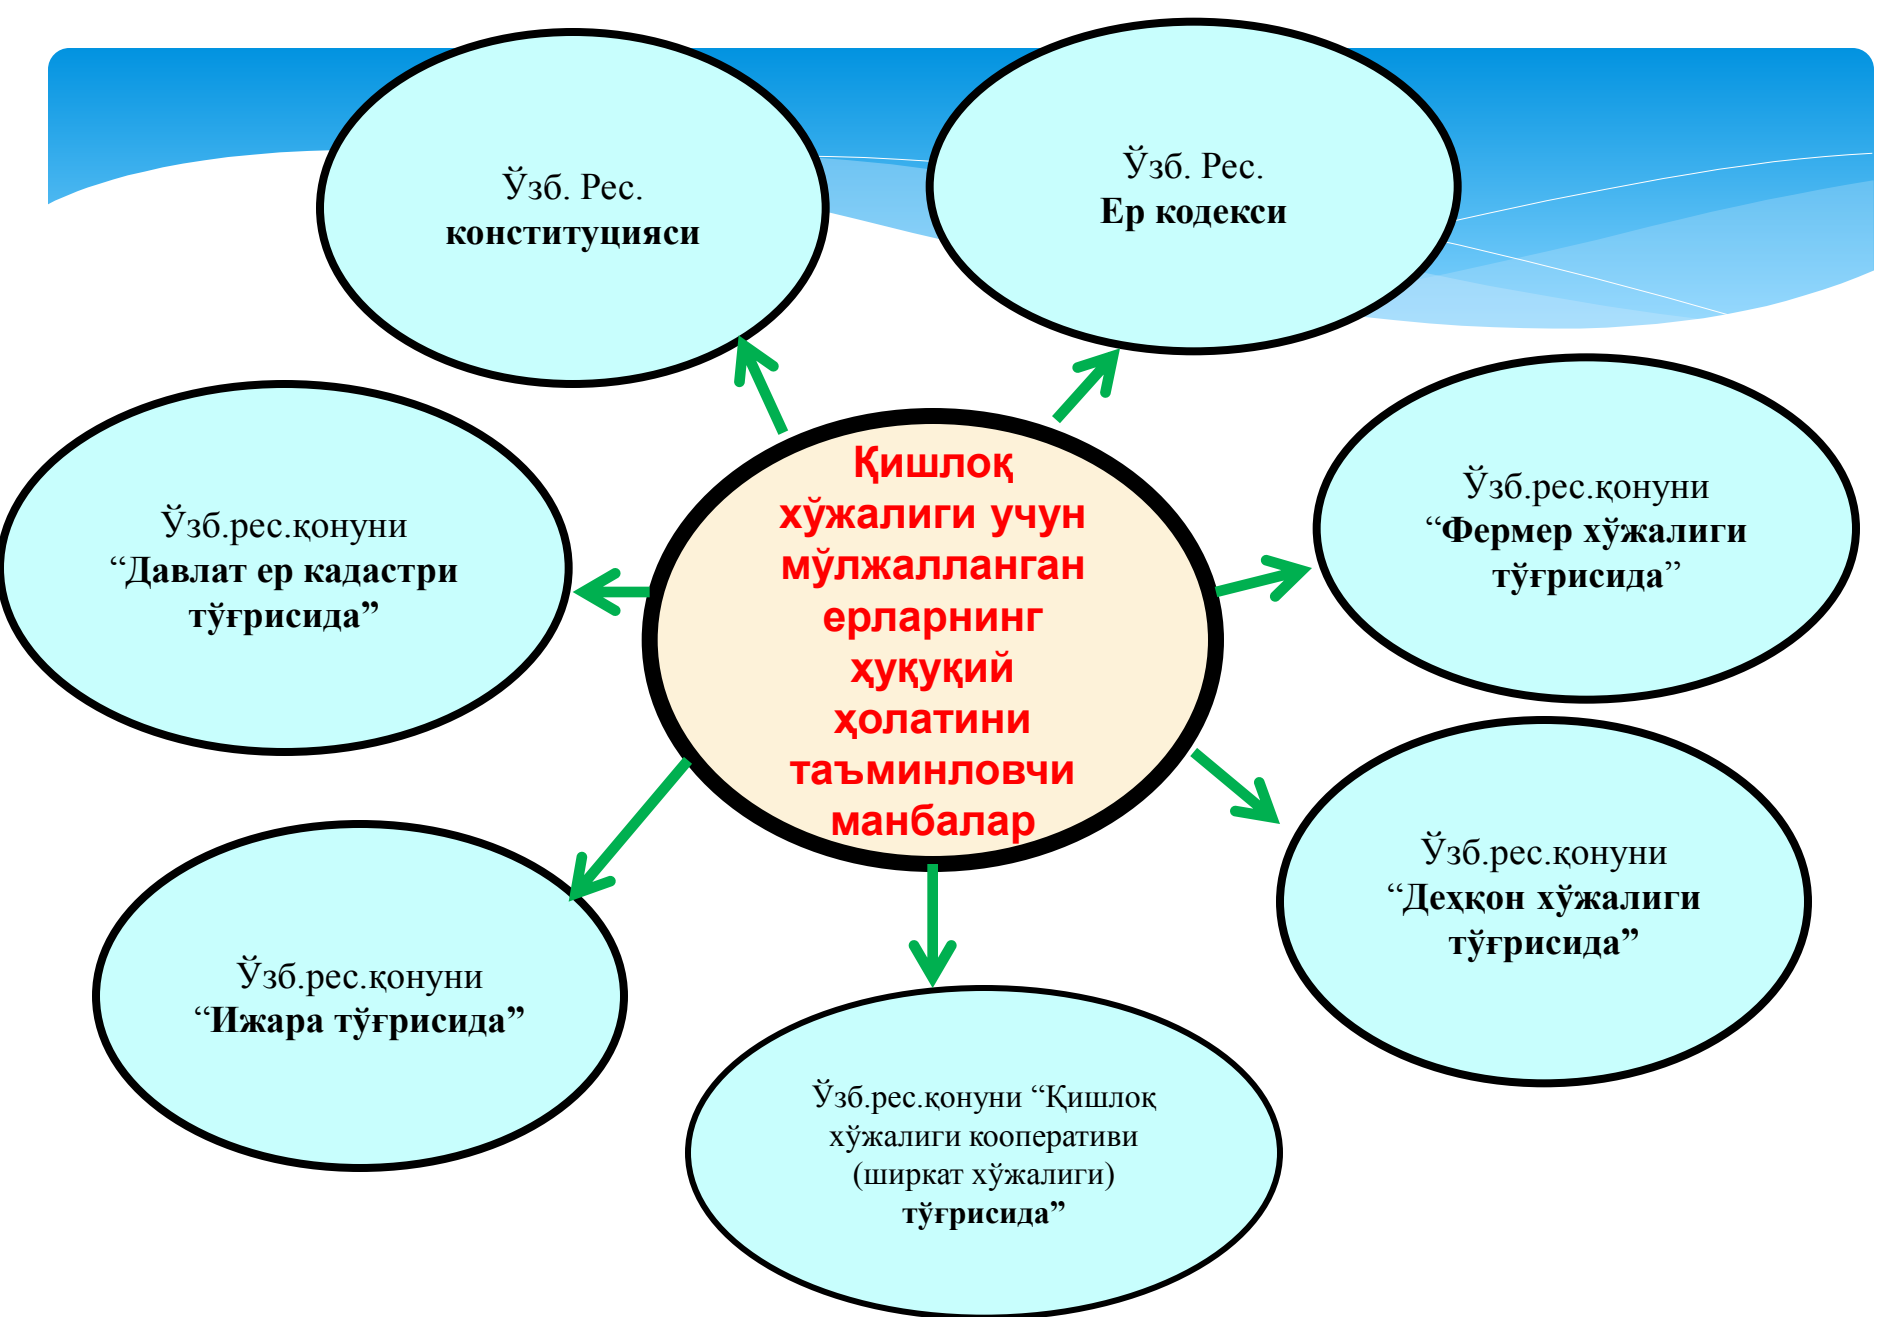 Ўзб. Рес.
конституцияси
Ўзб. Рес.
Ер кодекси
Ўзб.рес.қонуни
“Давлат ер кадастри
тўғрисида”
Қишлоқ
хўжалиги учун
мўлжалланган
ерларнинг
ҳуқуқий
ҳолатини
таъминловчи
манбалар
Ўзб.рес.қонуни
“Фермер хўжалиги
тўғрисида”
Ўзб.рес.қонуни
“Ижара тўғрисида”
Ўзб.рес.қонуни
“Деҳқон хўжалиги
тўғрисида”
Ўзб.рес.қонуни “Қишлоқ
хўжалиги кооперативи
(ширкат хўжалиги)
тўғрисида”